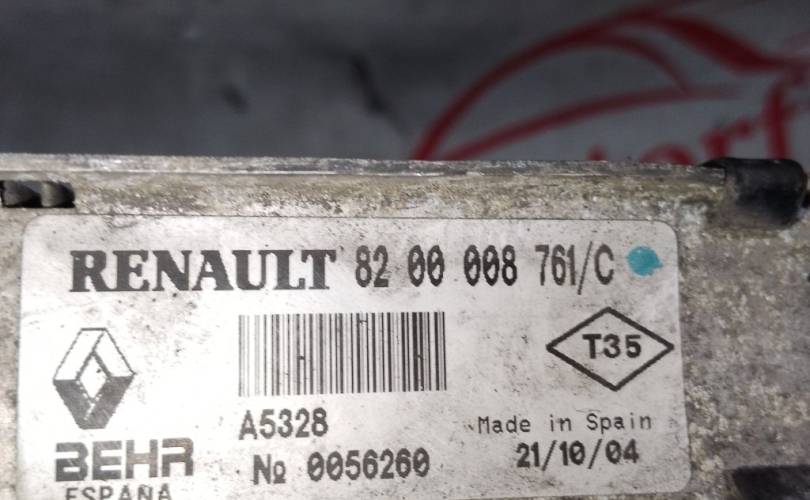 RENAULT 82 00 008 761/C
T35
A5328
Made in Spain
BEHR
Nº 0056260
21/10/04
ESPAÑA